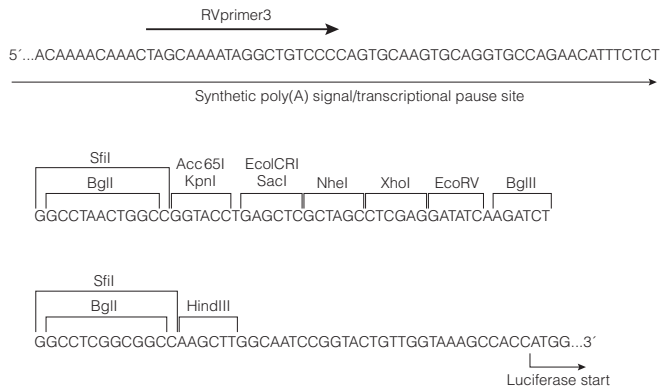 RVprimer3
5´...ACAAAACAAACTAGCAAAATAGGCTGTCCCCAGTGCAAGTGCAGGTGCCAGAACATTTCTCT
Synthetic poly(A) signal/transcriptional pause site
SfiI
Acc65I EcoICRI
BglI KpnI SacI NheI XhoI EcoRV BglII
GGCCTAACTGGCCGGTACCTGAGCTCGCTAGCCTCGAGGATATCAAGATCT
SfiI
BglI HindIII
GGCCTCGGCGGCCAAGCTTGGCAATCCGGTACTGTTGGTAAAGCCACCATGG...3´
Luciferase start